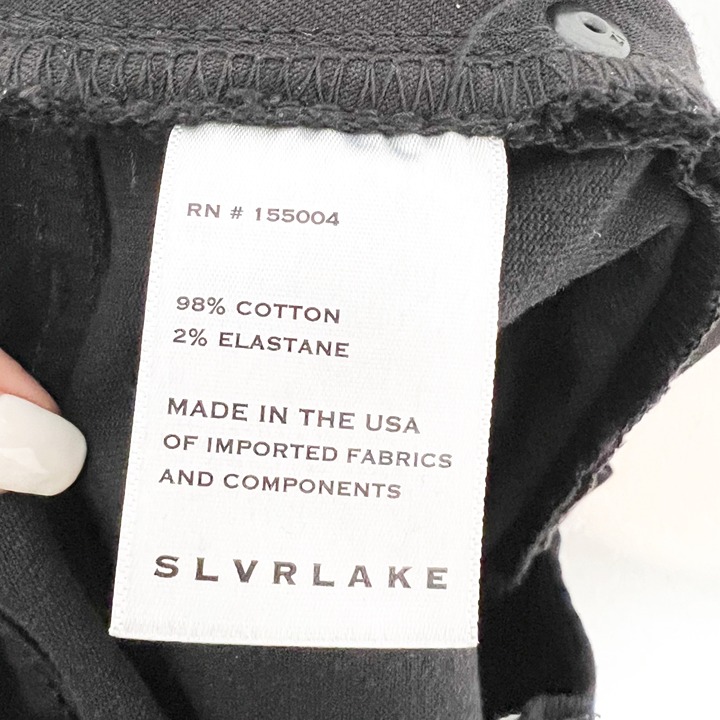 RN # 155004
98% COTTON
2% ELASTANE
MADE IN THE USA
OF IMPORTED FABRICS
AND COMPONENTS
SLVRLAKE